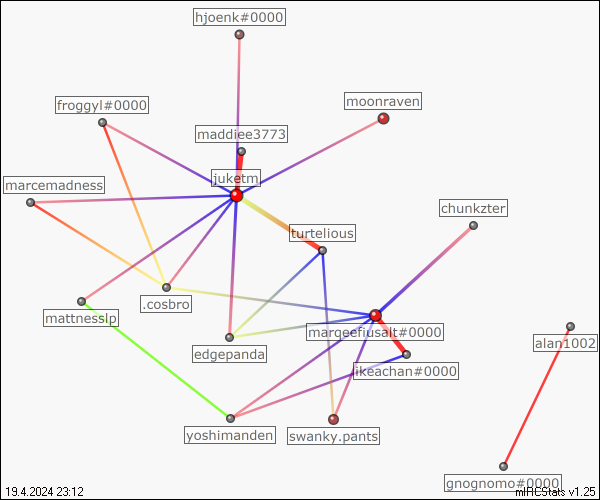 hjoenk#0000
moonraven
froggyl#0000
maddiee3773
juketm
marcemadness
chunkzter
turtelious
.cosbro
mattnesslp
marqeefiusalt#0000
alan1002
edgepanda
ikeachan#0000
yoshimanden
swanky.pants
gnognomo#0000
19.4.2024 23:12
mIRCStats v1.25